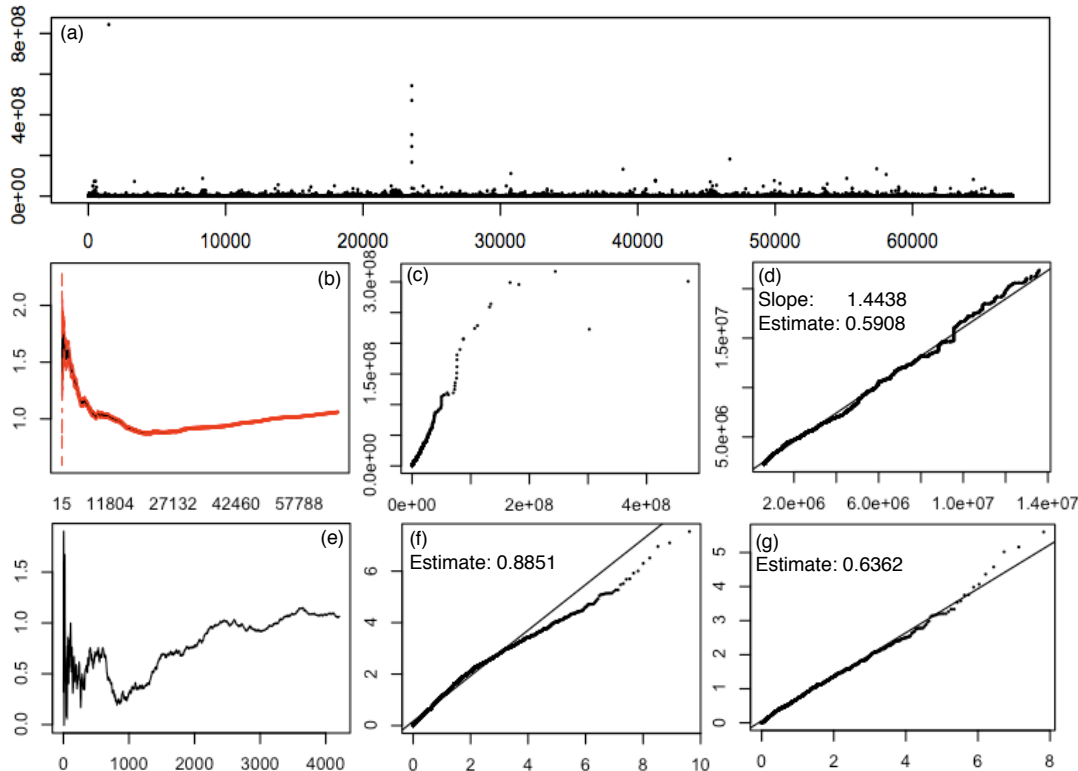 (a)
8e+08
4e+08
0e+00
0 10000 20000 30000 40000 50000 60000
(b)
2.0
1.5
1.0
15 11804 27132 42460 57788
(c)
3.0e+08
1.5e+08
0.0e+00
0e+00 2e+08 4e+08
(d)
Slope: 1.4438
Estimate: 0.5908
1.5e+07
5.0e+06
2.0e+06 6.0e+06 1.0e+07 1.4e+07
(e)
1.5
1.0
0.5
0.0
0 1000 2000 3000 4000
(f)
Estimate: 0.8851
6
4
2
0
0 2 4 6 8 10
(g)
Estimate: 0.6362
5
4
3
2
1
0
0 2 4 6 8